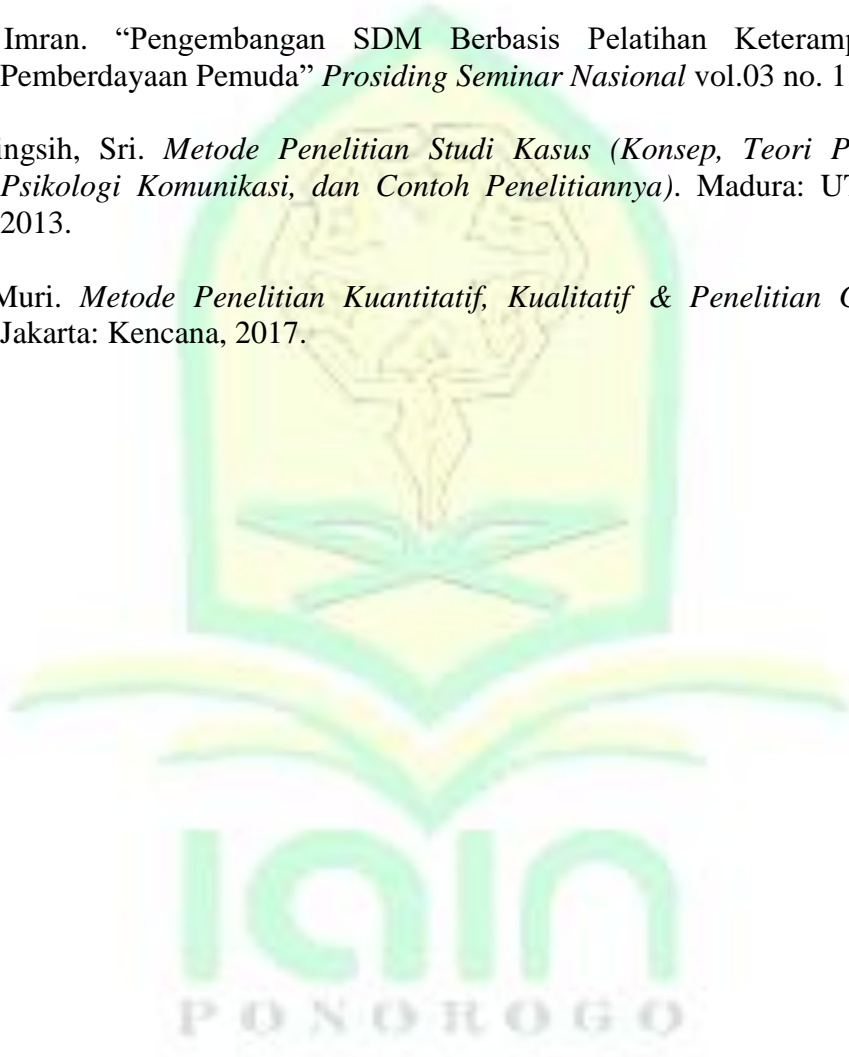 Imran. “Pengembangan SDM Berbasis Pelatihan Keteramp
Pemberdayaan Pemuda” Prosiding Seminar Nasional vol.03 no. 1
ingsih, Sri. Metode Penelitian Studi Kasus (Konsep, Teori P
Psikologi Komunikasi, dan Contoh Penelitiannya). Madura: UT
2013.
Muri. Metode Penelitian Kuantitatif, Kualitatif & Penelitian G
Jakarta: Kencana, 2017.
iain
PONOROGO